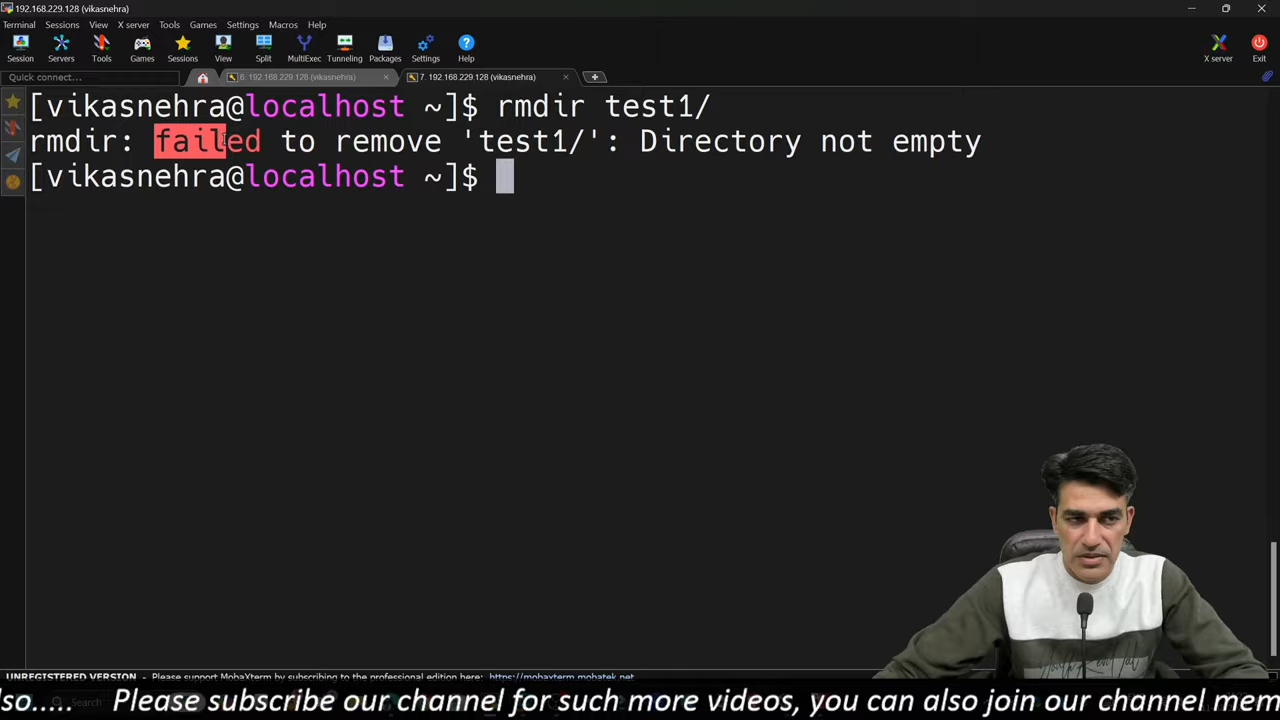 192.168.229.128 (vikasnehra)
Terminal Sessions View X server Tools Games Settings Macros Help
Session Servers Tools Games Sessions View Split MultiExec Tunneling Packages Settings Help X server Exit
Quick connect... 6. 192.168.229.128 (vikasnehra) 7. 192.168.229.128 (vikasnehra)
[vikasnehra@localhost ~]$ rmdir test1/
rmdir: failed to remove 'test1/': Directory not empty
[vikasnehra@localhost ~]$
UNREGISTERED VERSION - Please support MobaXterm by subscribing to the professional edition here: https://mobaxterm.mobatek.net
Search
lso..... Please subscribe our channel for such more videos, you can also join our channel mem